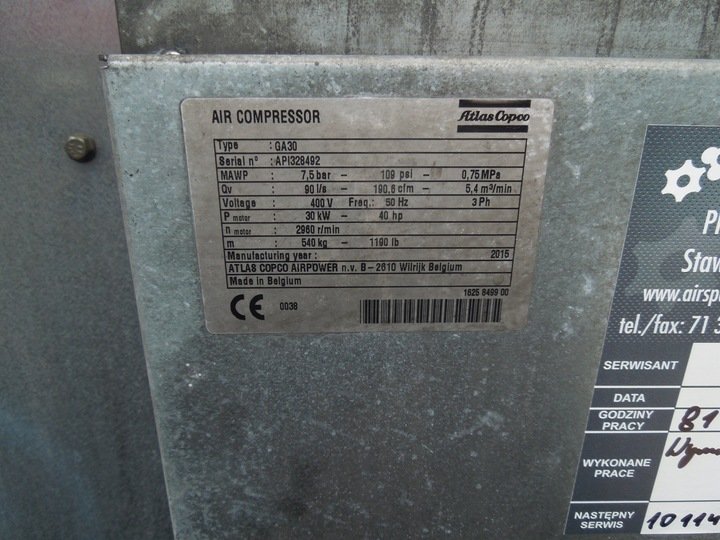 AIR COMPRESSOR
Atlas Copco
Type : GA30
Serial n° : API328492
MAWP : 7,5 bar – 109 psi – 0,75 MPa
Qv : 90 l/s – 190,6 cfm – 5,4 m³/min
Voltage : 400 V Freq.: 50 Hz 3 Ph
P motor : 30 kW – 40 hp
n motor : 2960 r/min
m : 540 kg – 1190 lb
Manufacturing year : 2015
ATLAS COPCO AIRPOWER n.v. B – 2610 Wilrijk Belgium
Made in Belgium
CE 0038
1625 8499 00
Pl
Staw
www.airsp
tel./fax: 71 3
SERWISANT
DATA
GODZINY PRACY 81
WYKONANE PRACE
NASTĘPNY SERWIS 10114